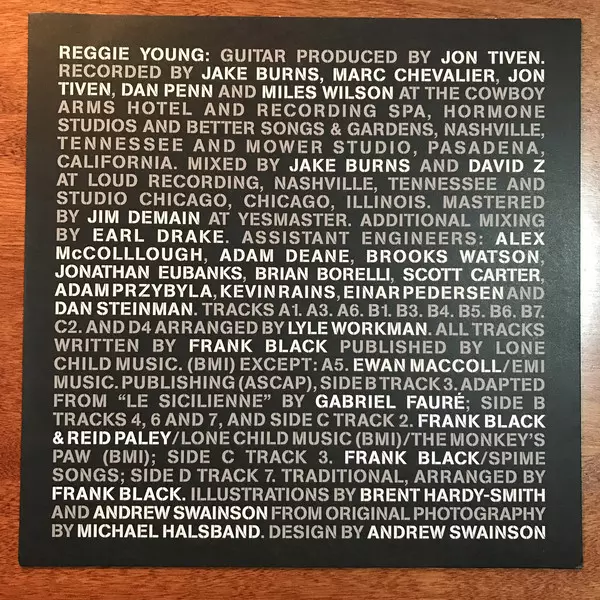 REGGIE YOUNG: GUITAR PRODUCED BY JON TIVEN.
RECORDED BY JAKE BURNS, MARC CHEVALIER, JON
TIVEN, DAN PENN AND MILES WILSON AT THE COWBOY
ARMS HOTEL AND RECORDING SPA, HORMONE
STUDIOS AND BETTER SONGS & GARDENS, NASHVILLE,
TENNESSEE AND MOWER STUDIO, PASADENA,
CALIFORNIA. MIXED BY JAKE BURNS AND DAVID Z
AT LOUD RECORDING, NASHVILLE, TENNESSEE AND
STUDIO CHICAGO, CHICAGO, ILLINOIS. MASTERED
BY JIM DEMAIN AT YESMASTER. ADDITIONAL MIXING
BY EARL DRAKE. ASSISTANT ENGINEERS: ALEX
McCOLLLOUGH, ADAM DEANE, BROOKS WATSON,
JONATHAN EUBANKS, BRIAN BORELLI, SCOTT CARTER,
ADAM PRZYBYLA, KEVIN RAINS, EINAR PEDERSEN AND
DAN STEINMAN. TRACKS A1. A3. A6. B1. B3. B4. B5. B6. B7.
C2. AND D4 ARRANGED BY LYLE WORKMAN. ALL TRACKS
WRITTEN BY FRANK BLACK PUBLISHED BY LONE
CHILD MUSIC. (BMI) EXCEPT: A5. EWAN MACCOLL/EMI
MUSIC. PUBLISHING (ASCAP), SIDE B TRACK 3. ADAPTED
FROM “LE SICILIENNE” BY GABRIEL FAURÉ; SIDE B
TRACKS 4, 6 AND 7, AND SIDE C TRACK 2. FRANK BLACK
& REID PALEY/LONE CHILD MUSIC (BMI)/THE MONKEY’S
PAW (BMI); SIDE C TRACK 3. FRANK BLACK/SPIME
SONGS; SIDE D TRACK 7. TRADITIONAL, ARRANGED BY
FRANK BLACK. ILLUSTRATIONS BY BRENT HARDY-SMITH
AND ANDREW SWAINSON FROM ORIGINAL PHOTOGRAPHY
BY MICHAEL HALSBAND. DESIGN BY ANDREW SWAINSON